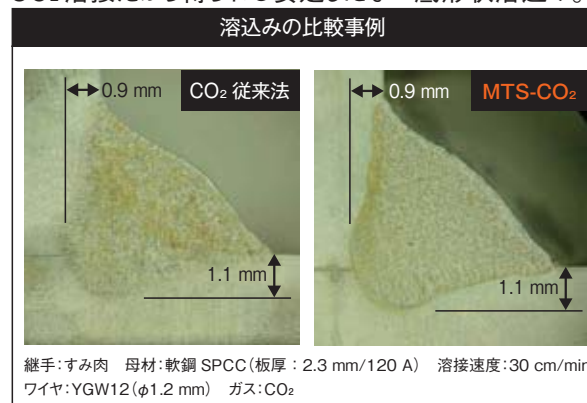 溶込みの比較事例
0.9 mm CO₂ 従来法
0.9 mm MTS-CO₂
1.1 mm
1.1 mm
継手：すみ肉 母材：軟鋼 SPCC（板厚：2.3 mm/120 A） 溶接速度：30 cm/min
ワイヤ：YGW12（φ1.2 mm） ガス：CO₂